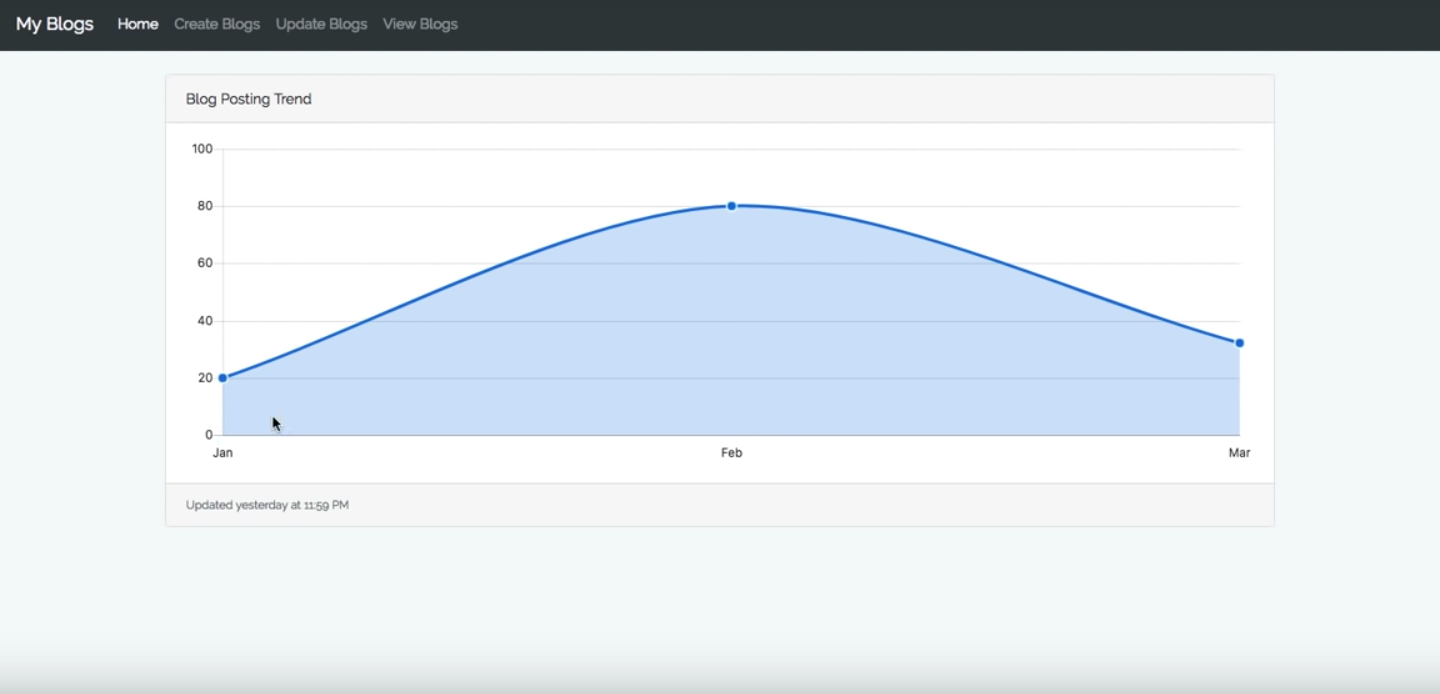 My Blogs Home Create Blogs Update Blogs View Blogs
Blog Posting Trend
100
80
60
40
20
0
Jan Feb Mar
Updated yesterday at 11:59 PM